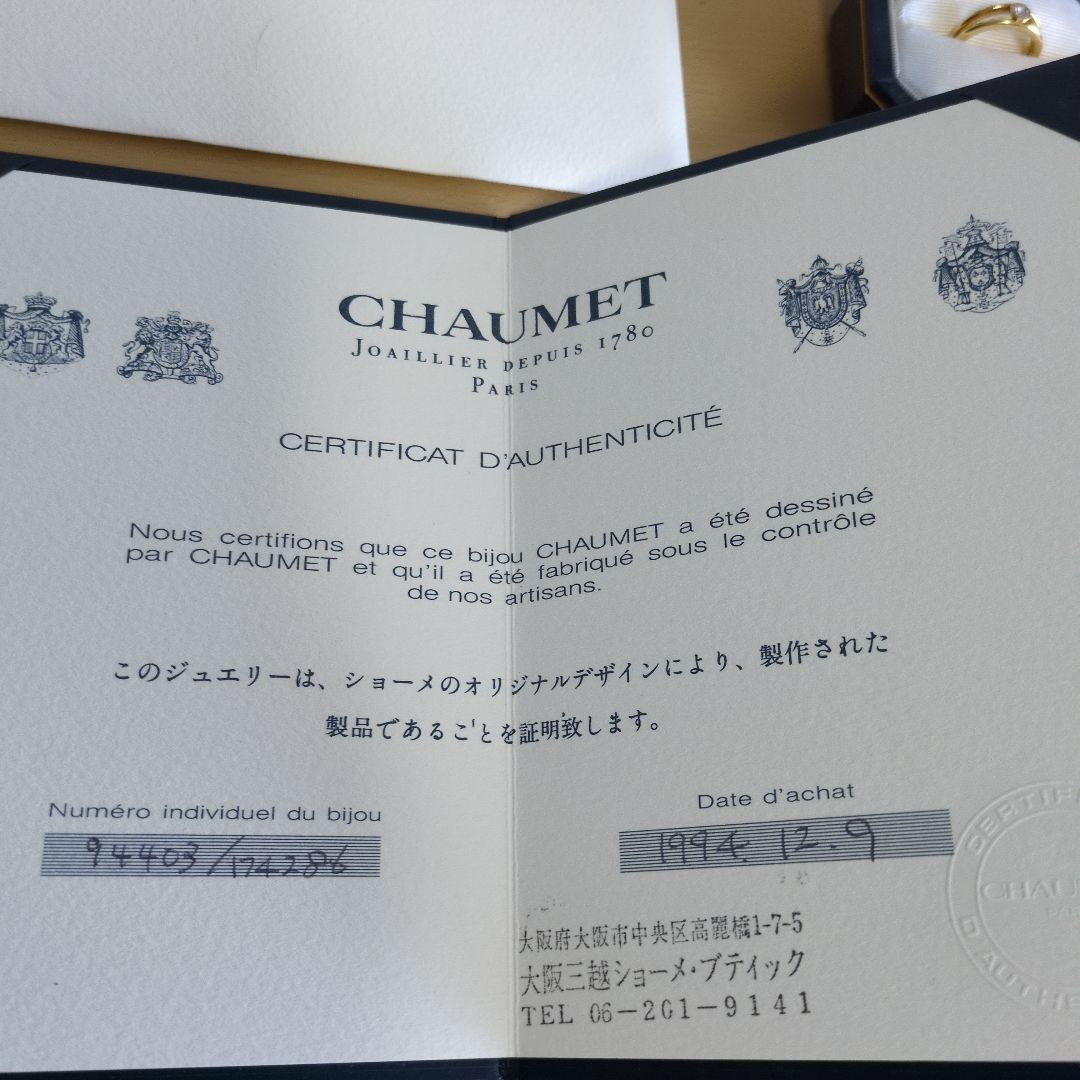 CHAUMET
JOAILLIER DEPUIS 1780
PARIS
CERTIFICAT D'AUTHENTICITÉ
Nous certifions que ce bijou CHAUMET a été dessiné
par CHAUMET et qu'il a été fabriqué sous le contrôle
de nos artisans.
このジュエリーは、ショーメのオリジナルデザインにより、製作された
製品であることを証明致します。
Numéro individuel du bijou
94403/174286
Date d'achat
1994. 12. 9
大阪府大阪市中央区高麗橋1-7-5
大阪三越ショーメ・ブティック
TEL 06-201-9141